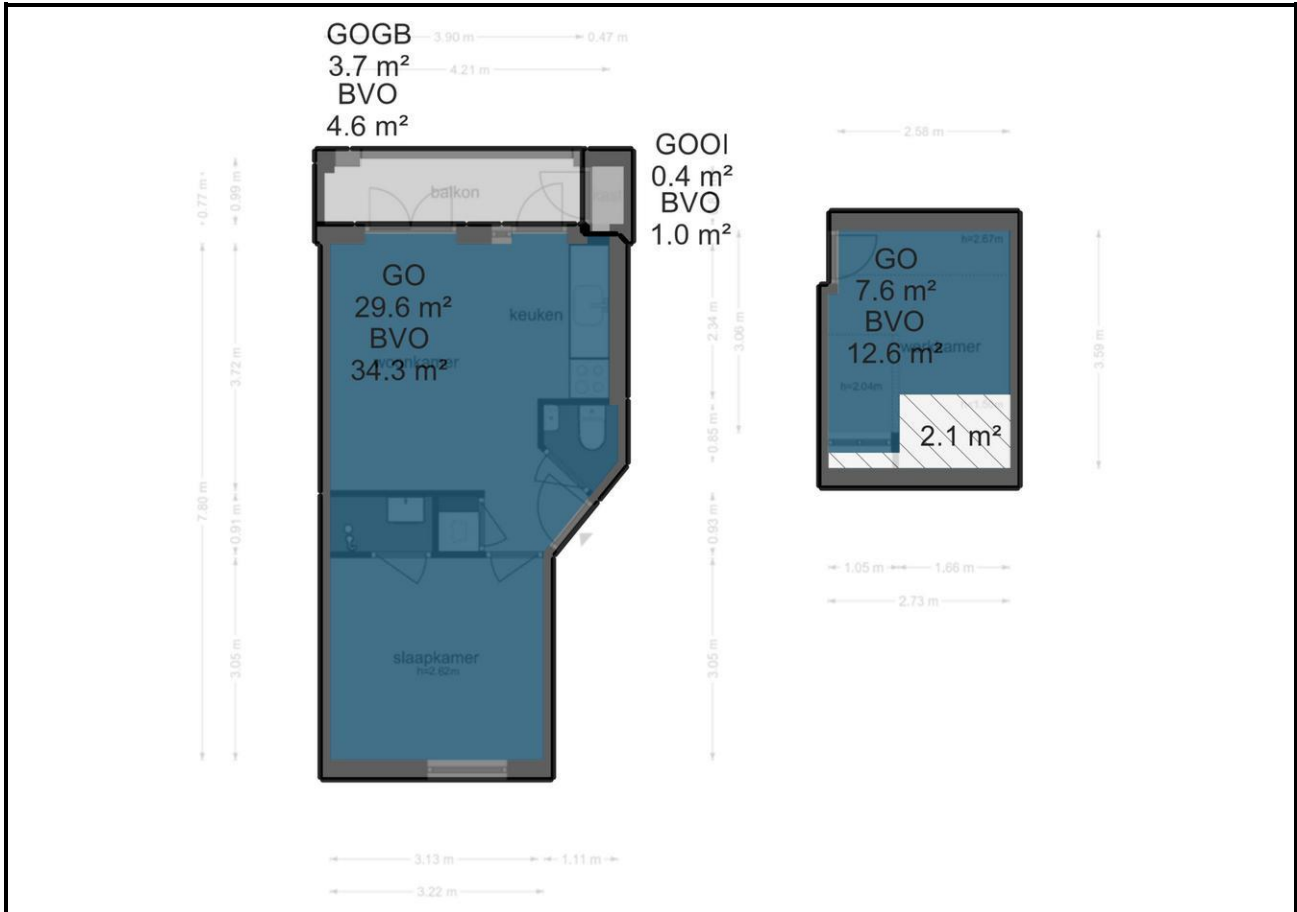 GOGB
3.7 m²
BVO
4.6 m²
3.90 m
0.47 m
4.21 m
GOOI
0.4 m²
BVO
1.0 m²
2.58 m
0.77 m
0.99 m
balkon
kast
GO
29.6 m²
BVO
34.3 m²
keuken
woonkamer
h=2.67m
GO
7.6 m²
BVO
12.6 m²
werkkamer
h=2.04m
2.1 m²
3.72 m
2.34 m
3.06 m
3.59 m
0.85 m
7.80 m
0.91 m
0.93 m
1.05 m
1.66 m
2.73 m
3.05 m
slaapkamer
h=2.62m
3.05 m
3.13 m
1.11 m
3.22 m